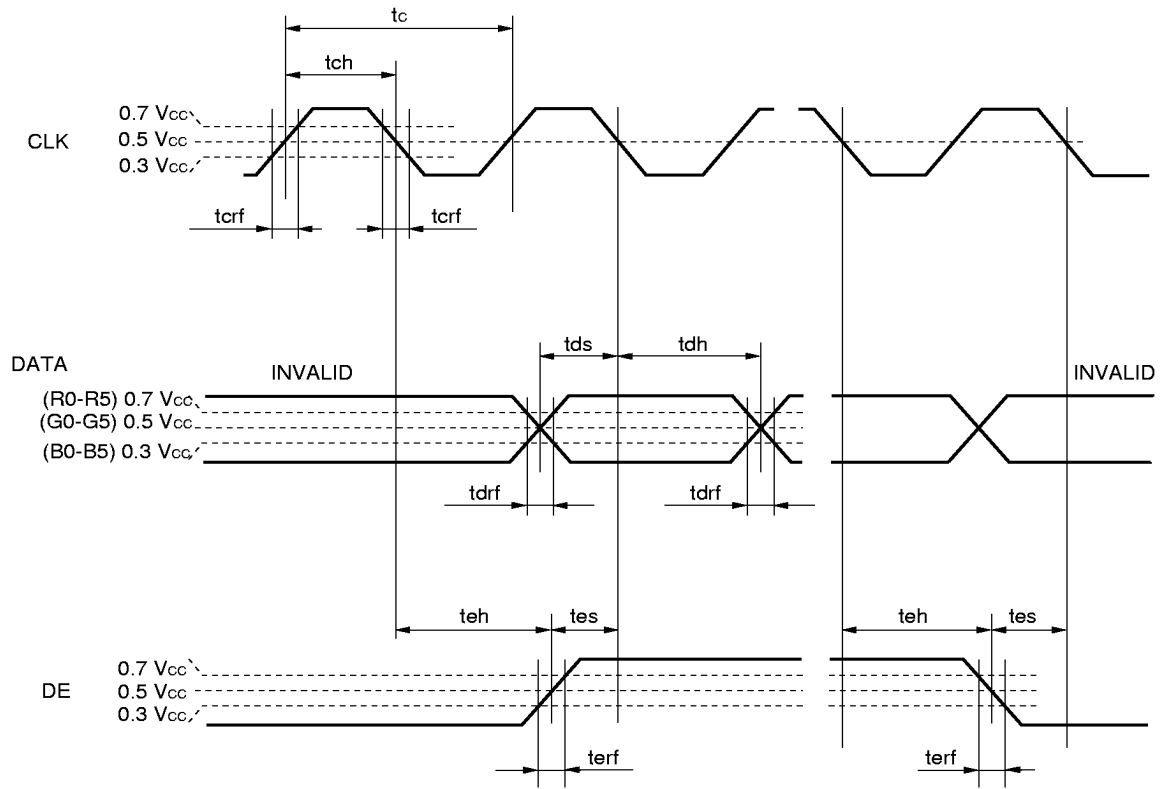 tc
tch
0.7 Vcc
CLK
0.5 Vcc
0.3 Vcc
tcrf
tcrf
tds
tdh
DATA
INVALID
INVALID
(R0-R5) 0.7 Vcc
(G0-G5) 0.5 Vcc
(B0-B5) 0.3 Vcc
tdrf
tdrf
teh
tes
teh
tes
0.7 Vcc
DE
0.5 Vcc
0.3 Vcc
terf
terf